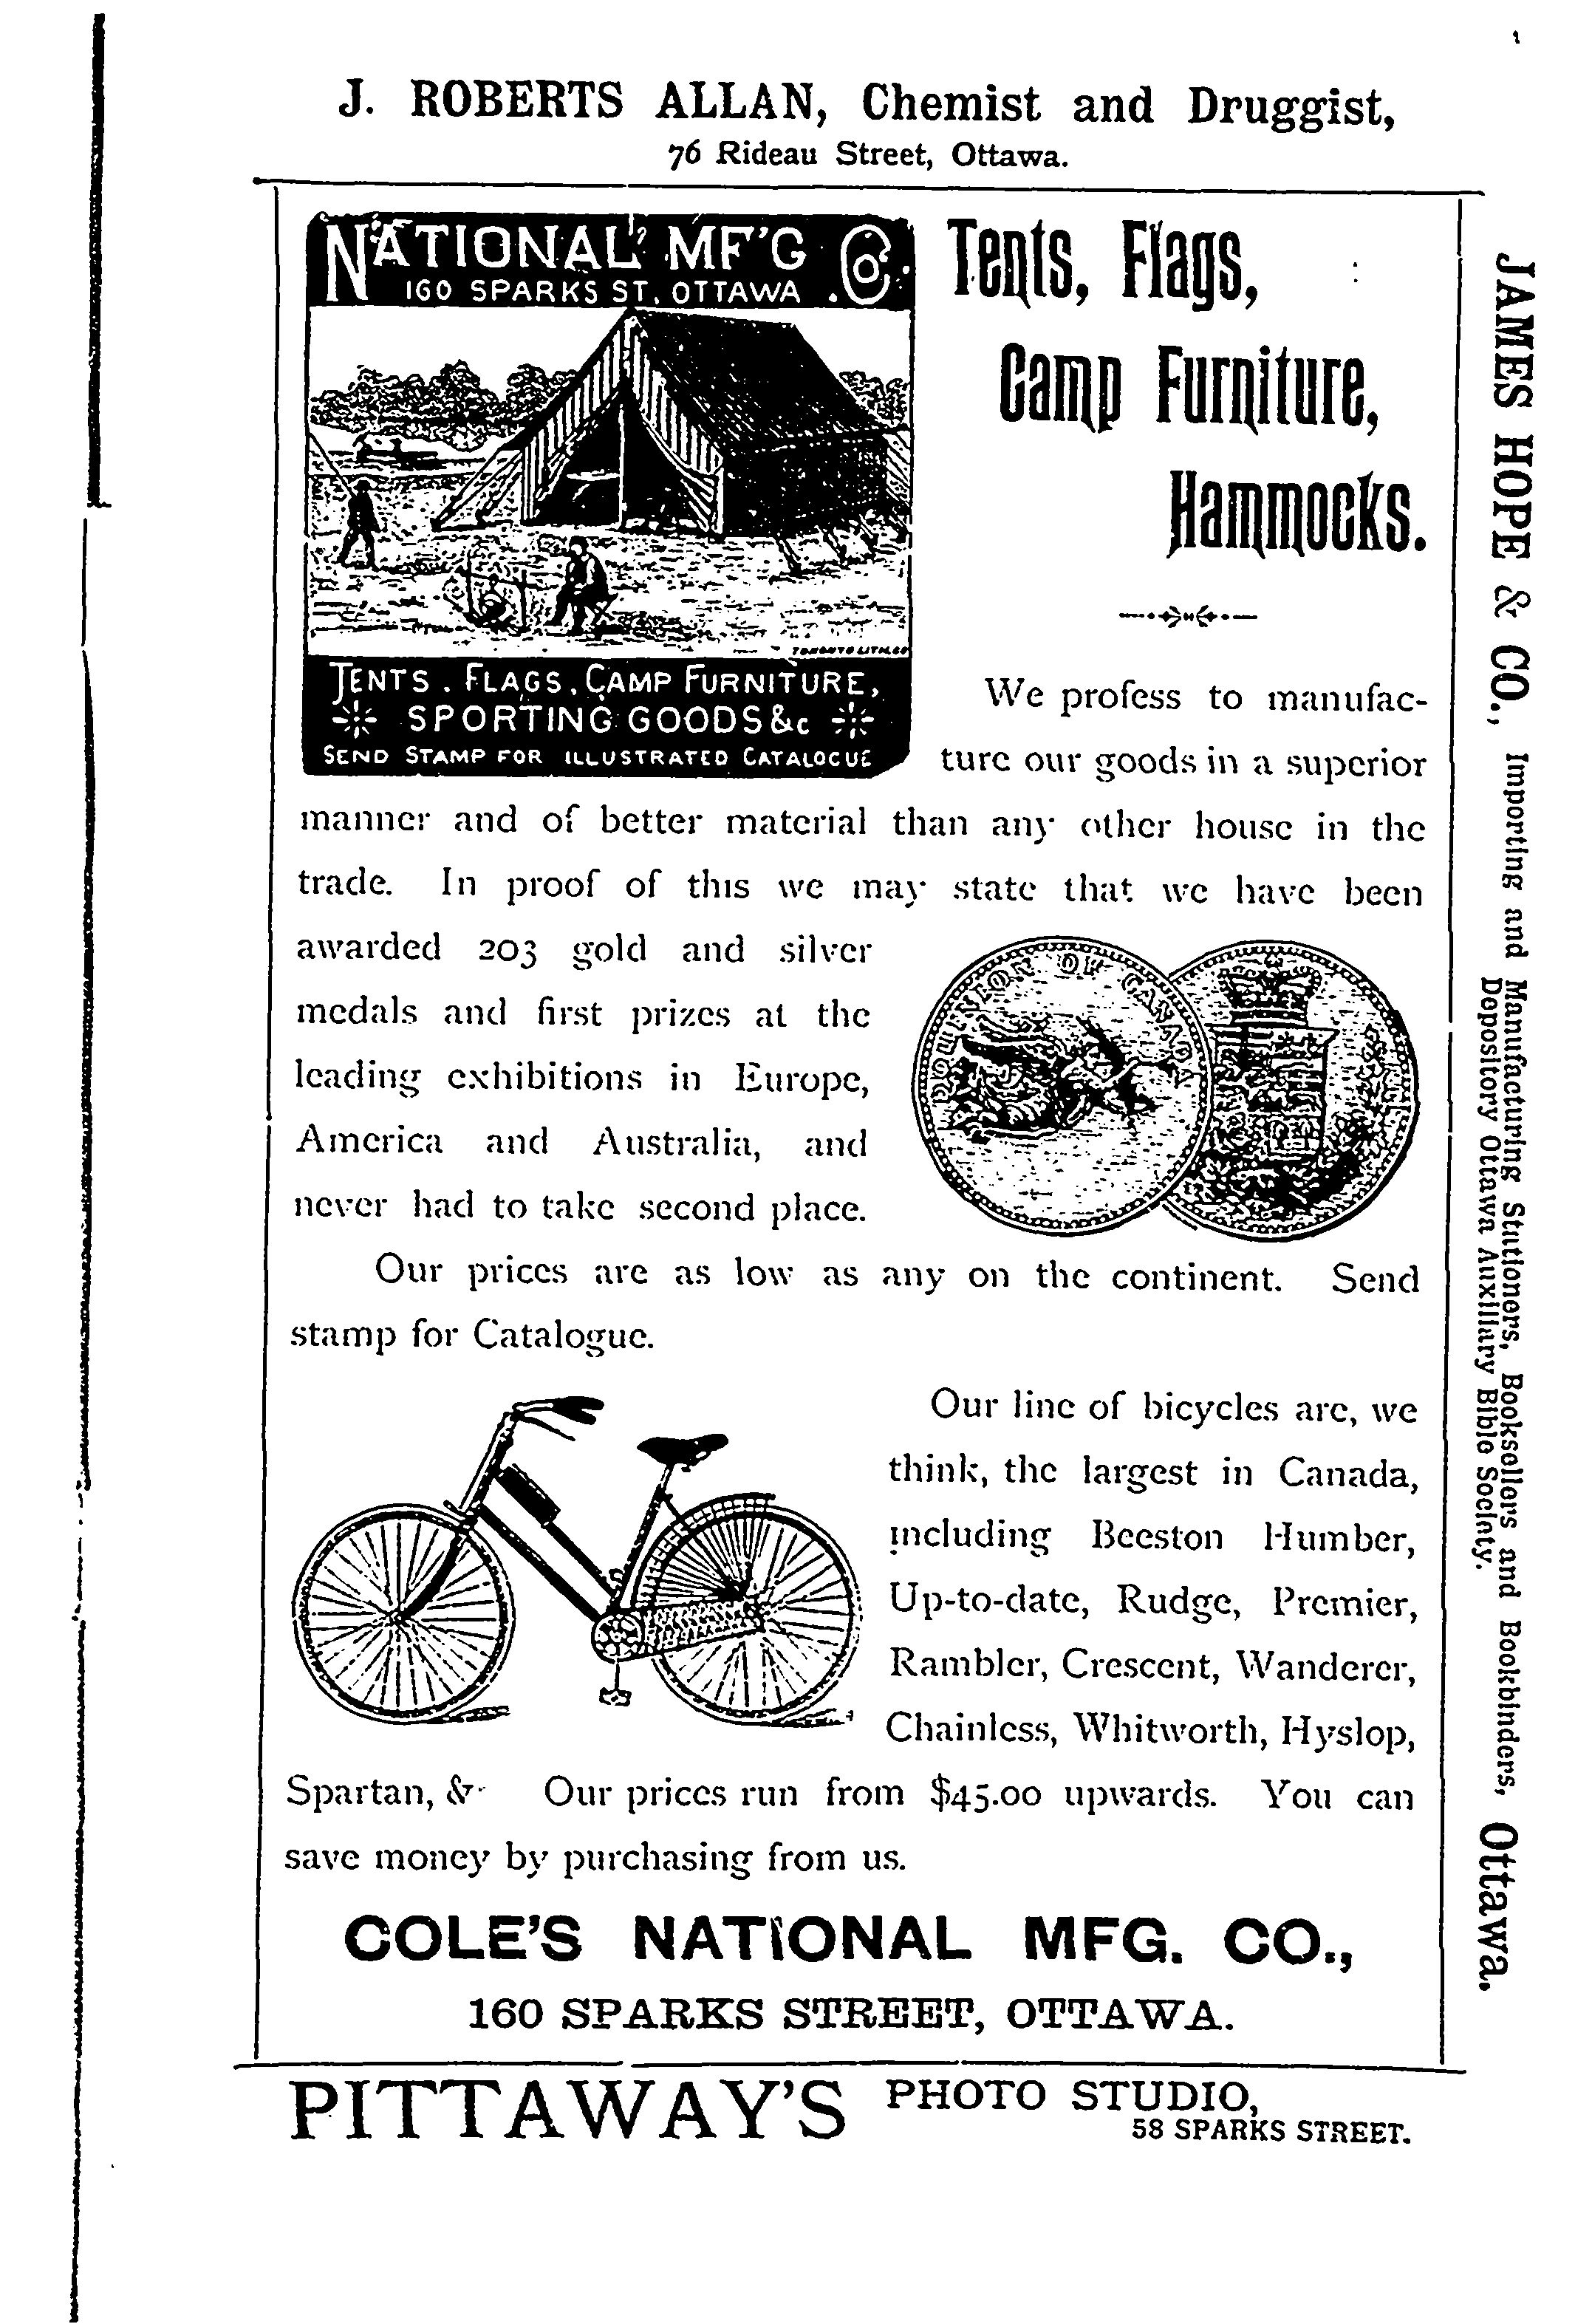 J. ROBERTS ALLAN, Chemist and Druggist,
76 Rideau Street, Ottawa.
NATIONAL MF'G Co.
160 SPARKS ST. OTTAWA
TORONTO LITH. CO
TENTS. FLAGS. CAMP FURNITURE,
SPORTING GOODS &c
SEND STAMP FOR ILLUSTRATED CATALOGUE
Tents, Flags,
Camp Furniture,
Hammocks.
We profess to manufac-
ture our goods in a superior
manner and of better material than any other house in the
trade. In proof of this we may state that we have been
awarded 203 gold and silver
medals and first prizes at the
leading exhibitions in Europe,
America and Australia, and
never had to take second place.
DOMINION OF CANADA
Our prices are as low as any on the continent. Send
stamp for Catalogue.
Our line of bicycles are, we
think, the largest in Canada,
including Beeston Humber,
Up-to-date, Rudge, Premier,
Rambler, Crescent, Wanderer,
Chainless, Whitworth, Hyslop,
Spartan, &c. Our prices run from $45.00 upwards. You can
save money by purchasing from us.
COLE'S NATIONAL MFG. CO.,
160 SPARKS STREET, OTTAWA.
PITTAWAY'S PHOTO STUDIO,
58 SPARKS STREET.
JAMES HOPE & CO., Importing and Manufacturing Stationers, Booksellers and Bookbinders, Ottawa.
Depository Ottawa Auxiliary Bible Society.